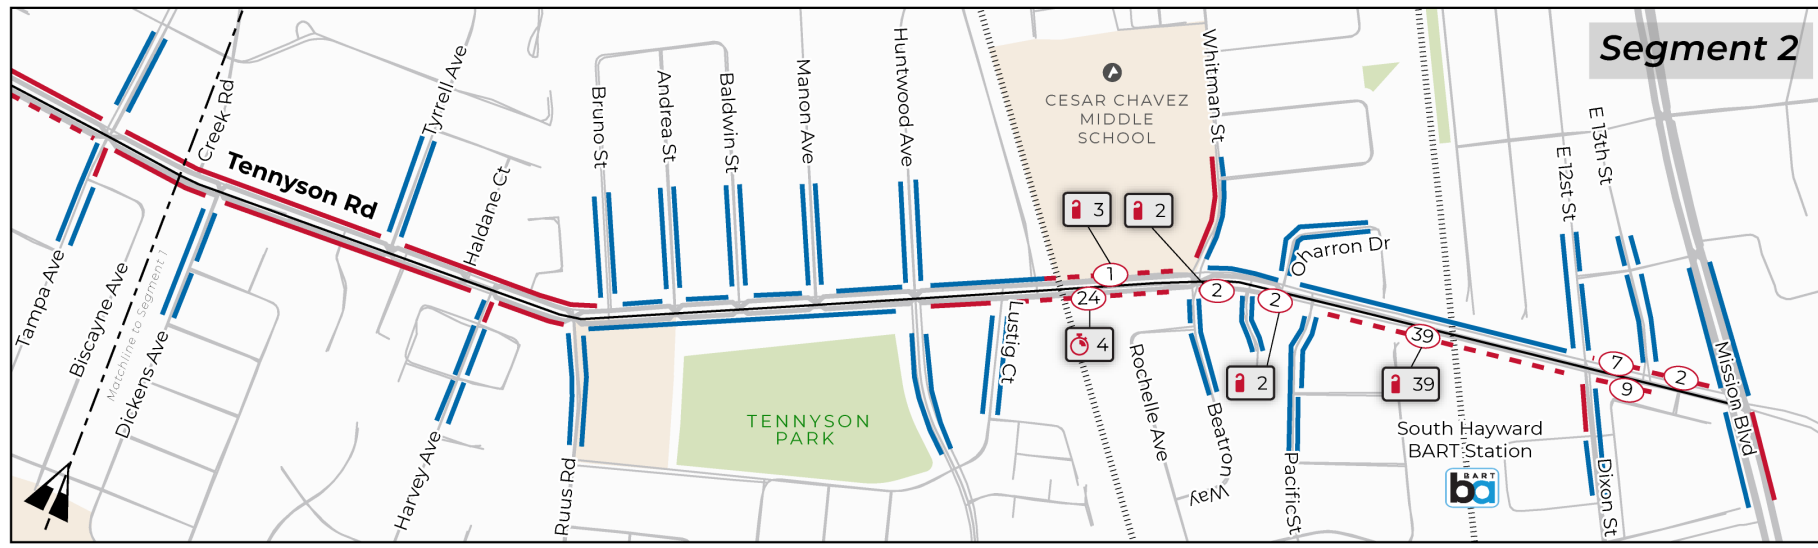 Segment 2
Tennyson Rd
Tampa Ave
Biscayne Ave
Matchline to Segment 1
Dickens Ave
Creek Rd
Tyrrell Ave
Haldane Ct
Harvey Ave
Ruus Rd
Bruno St
Andrea St
Baldwin St
Manon Ave
Huntwood Ave
TENNYSON
PARK
Lustig Ct
CESAR CHAVEZ
MIDDLE
SCHOOL
Whitman St
3
2
1
24
4
2
2
2
Rochelle Ave
Beatron Way
Pacific St
Oharron Dr
39
39
South Hayward
BART Station
BART
ba
E 12st St
E 13th St
7
9
2
Dixon St
Mission Blvd